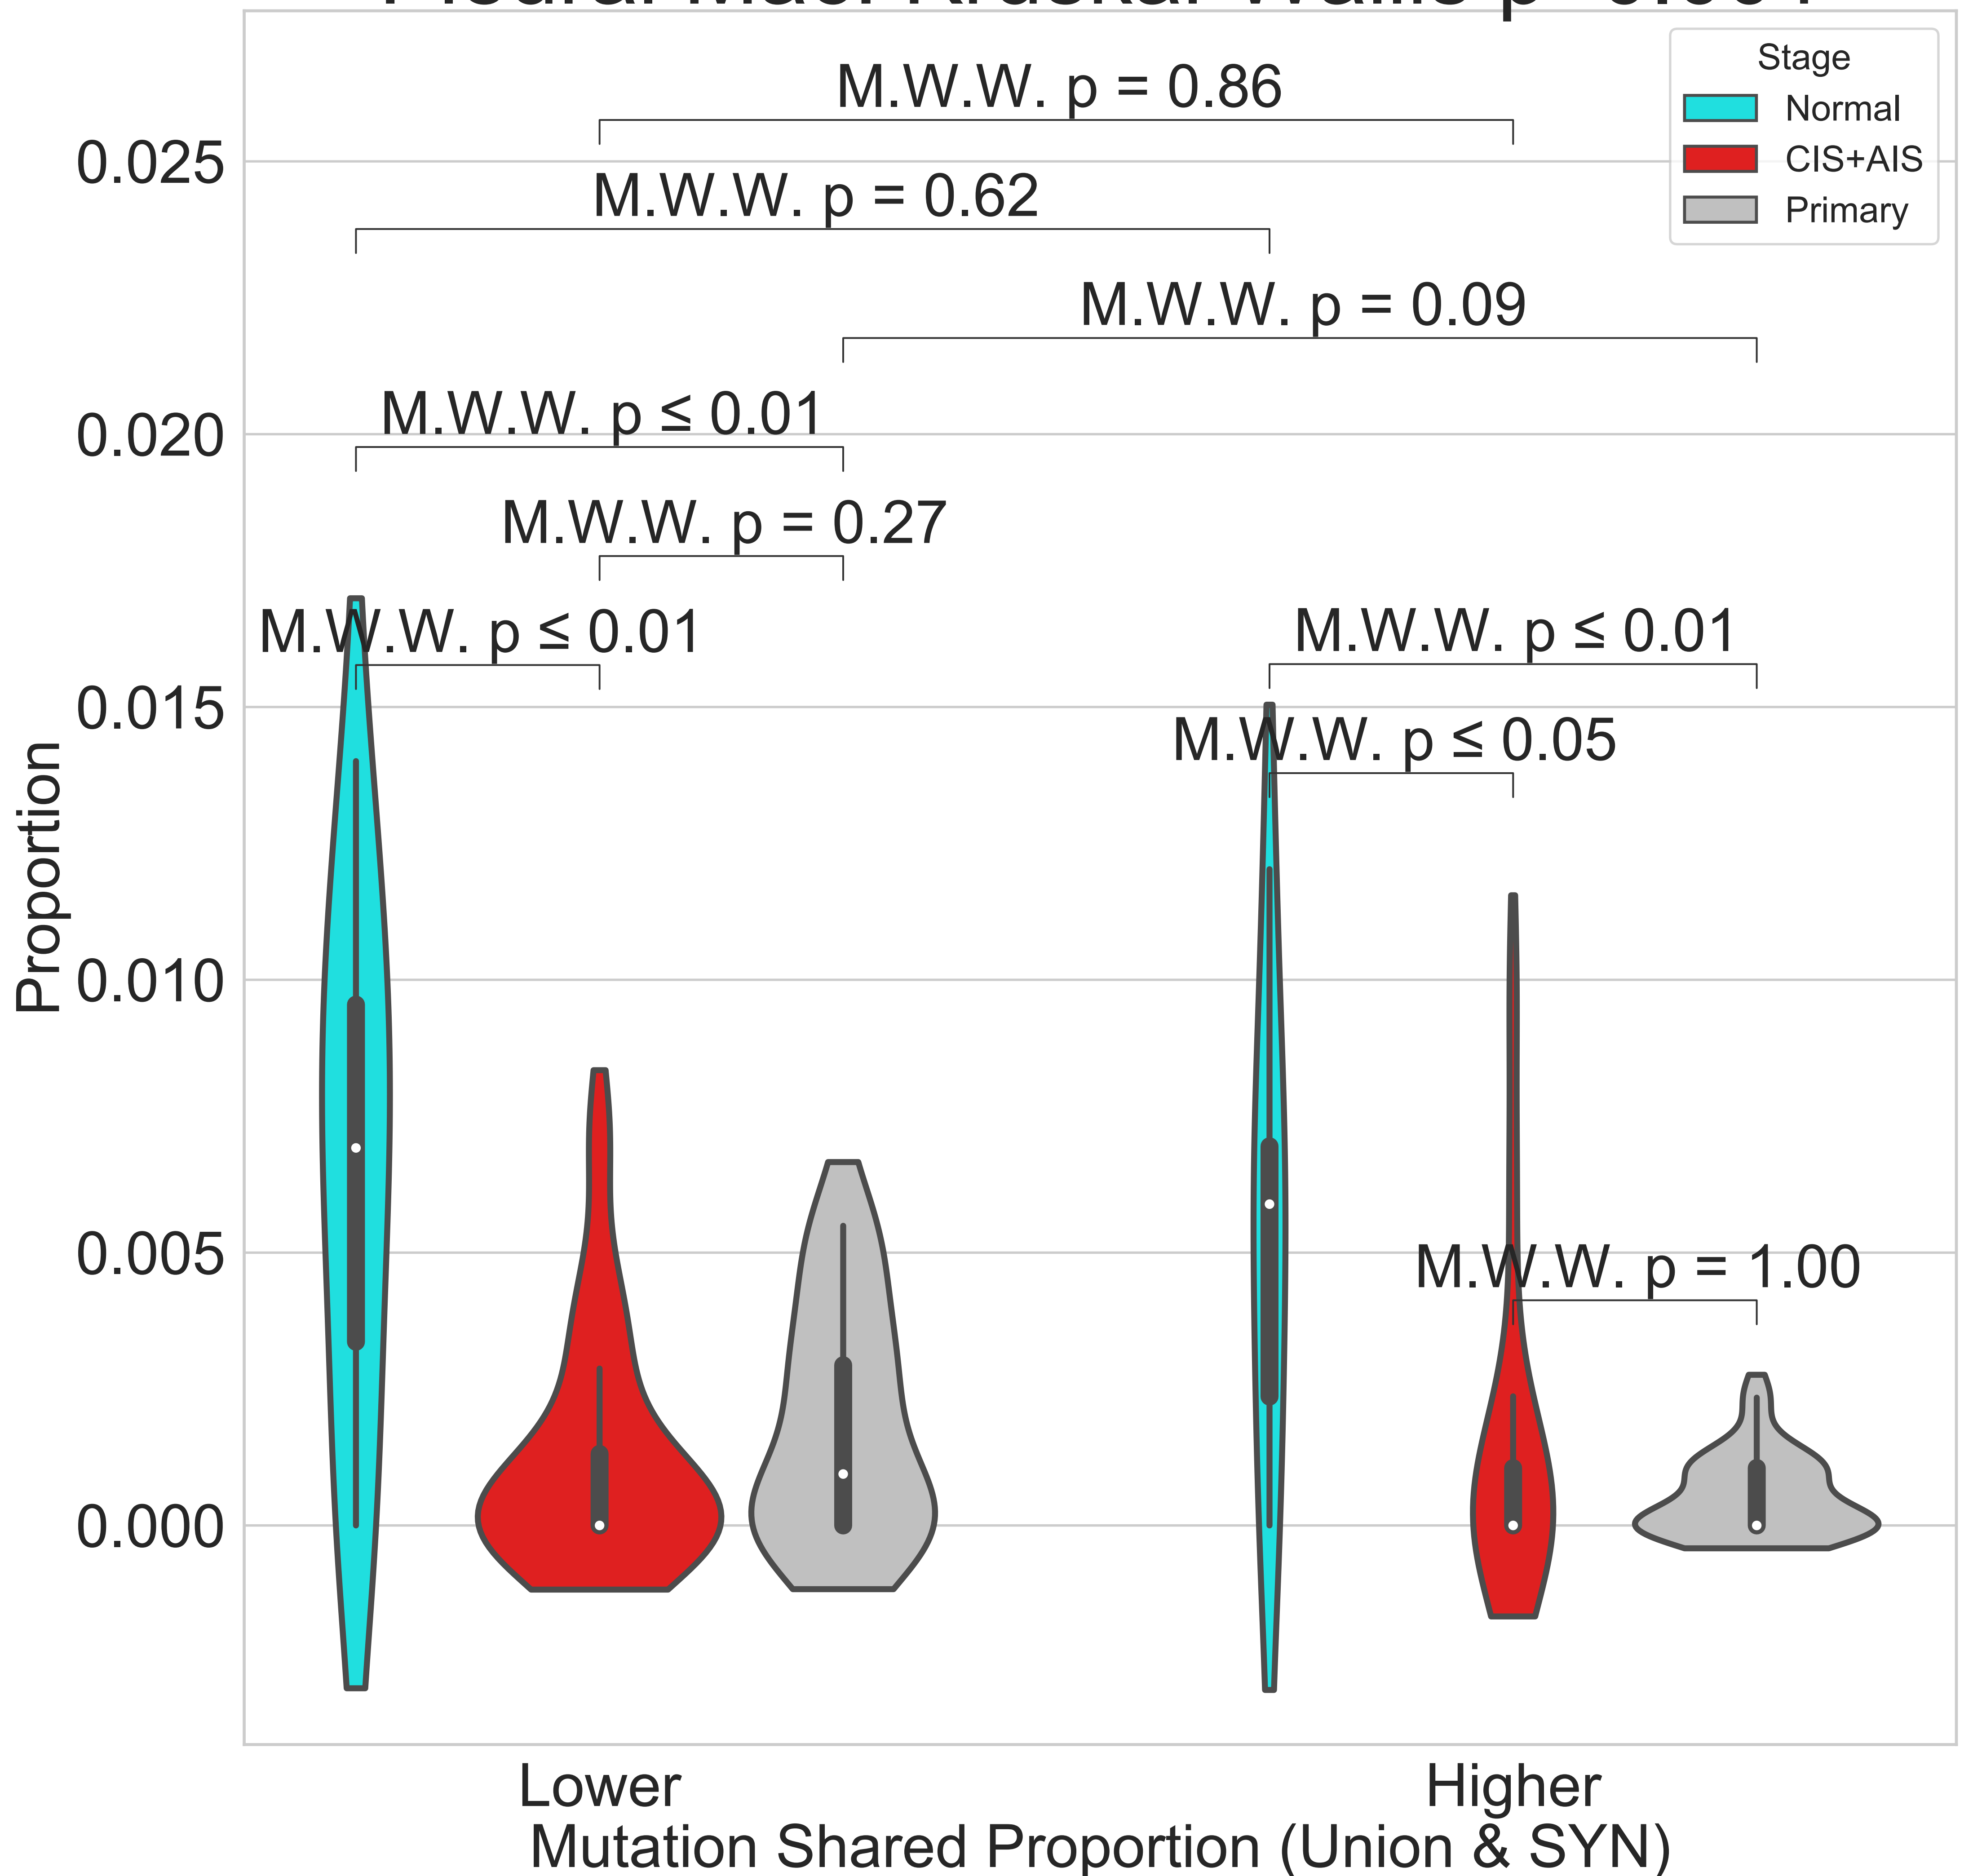 Stage
Normal
CIS+AIS
Primary
M.W.W. p = 0.86
M.W.W. p = 0.62
M.W.W. p = 0.09
M.W.W. p ≤ 0.01
M.W.W. p = 0.27
M.W.W. p ≤ 0.01
M.W.W. p ≤ 0.01
M.W.W. p ≤ 0.05
M.W.W. p = 1.00
0.025
0.020
0.015
0.010
0.005
0.000
Proportion
Lower
Higher
Mutation Shared Proportion (Union & SYN)